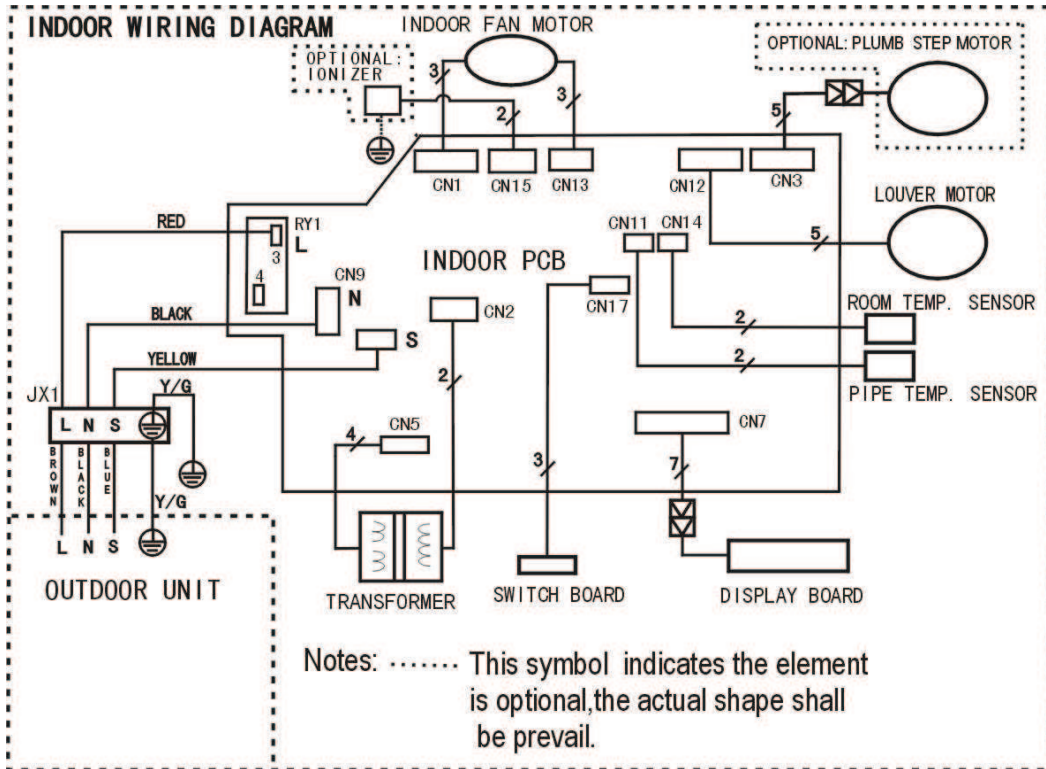 INDOOR WIRING DIAGRAM
INDOOR FAN MOTOR
OPTIONAL:
IONIZER
OPTIONAL: PLUMB STEP MOTOR
3
2
3
5
CN1
CN15
CN13
CN12
CN3
LOUVER MOTOR
RED
RY1
L
3
4
CN11
CN14
5
INDOOR PCB
CN9
N
CN17
ROOM TEMP. SENSOR
BLACK
CN2
2
S
YELLOW
2
2
PIPE TEMP. SENSOR
Y/G
JX1
L N S
CN5
4
CN7
3
7
BROWN
BLACK
BLUE
Y/G
L N S
OUTDOOR UNIT
TRANSFORMER
SWITCH BOARD
DISPLAY BOARD
Notes: ....... This symbol indicates the element
is optional,the actual shape shall
be prevail.